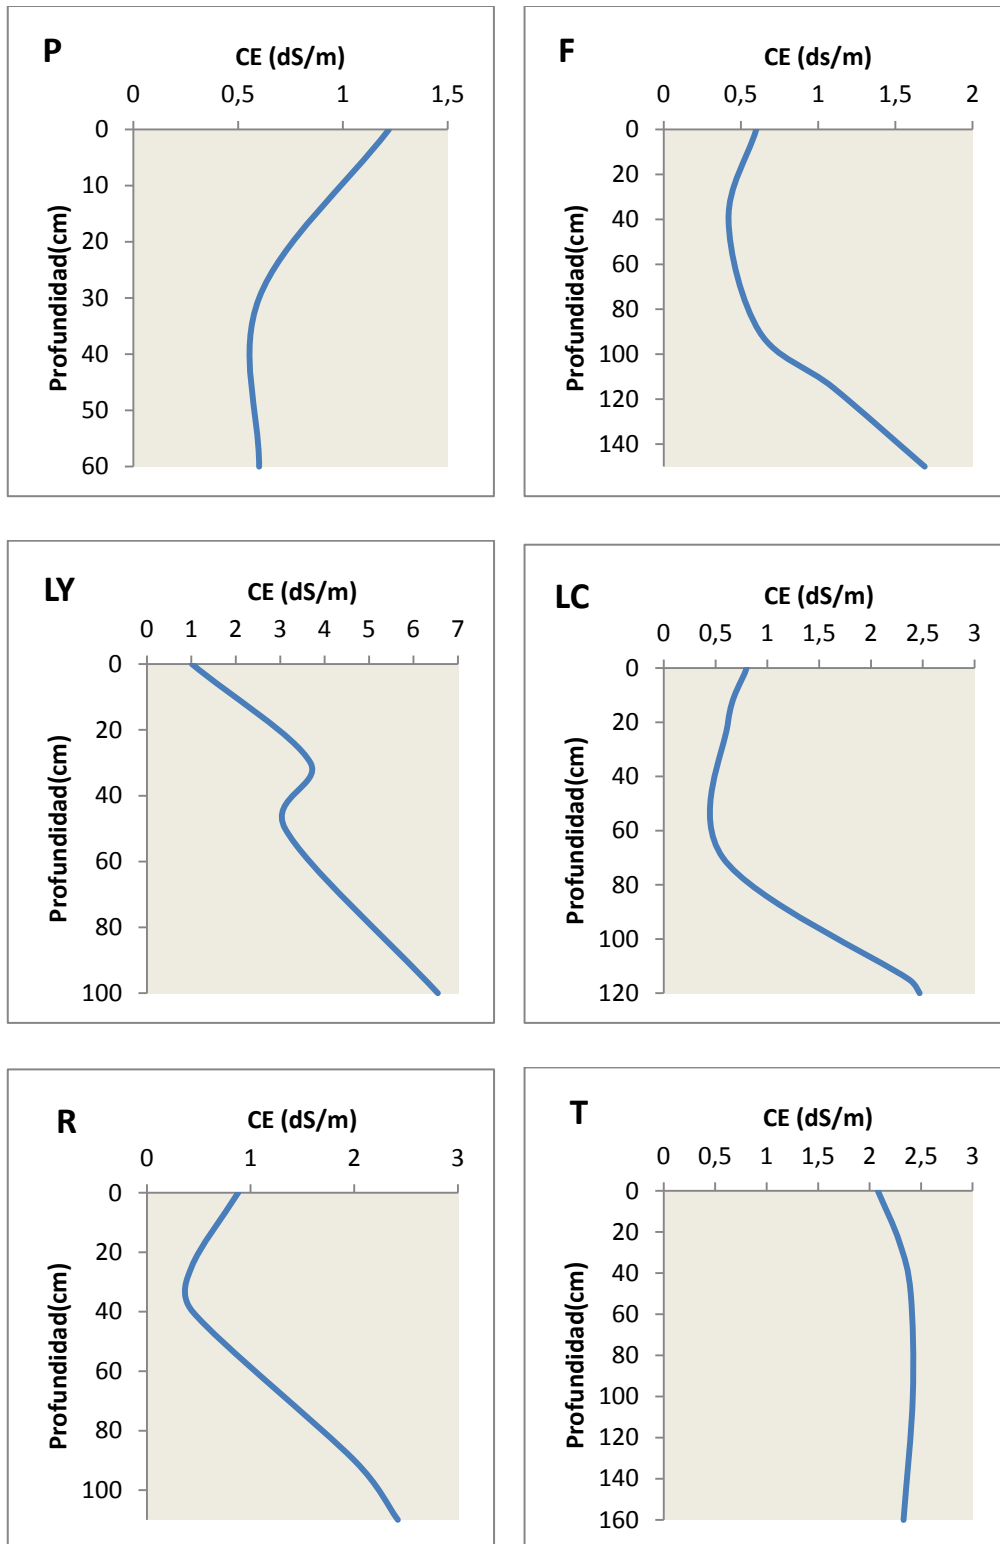 P
CE (dS/m)
0 0,5 1 1,5
Profundidad(cm)
0
10
20
30
40
50
60
F
CE (ds/m)
0 0,5 1 1,5 2
Profundidad(cm)
0
20
40
60
80
100
120
140
LY
CE (dS/m)
0 1 2 3 4 5 6 7
Profundidad(cm)
0
20
40
60
80
100
LC
CE (dS/m)
0 0,5 1 1,5 2 2,5 3
Profundidad(cm)
0
20
40
60
80
100
120
R
CE (dS/m)
0 1 2 3
Profundidad(cm)
0
20
40
60
80
100
T
CE (dS/m)
0 0,5 1 1,5 2 2,5 3
Profundidad(cm)
0
20
40
60
80
100
120
140
160